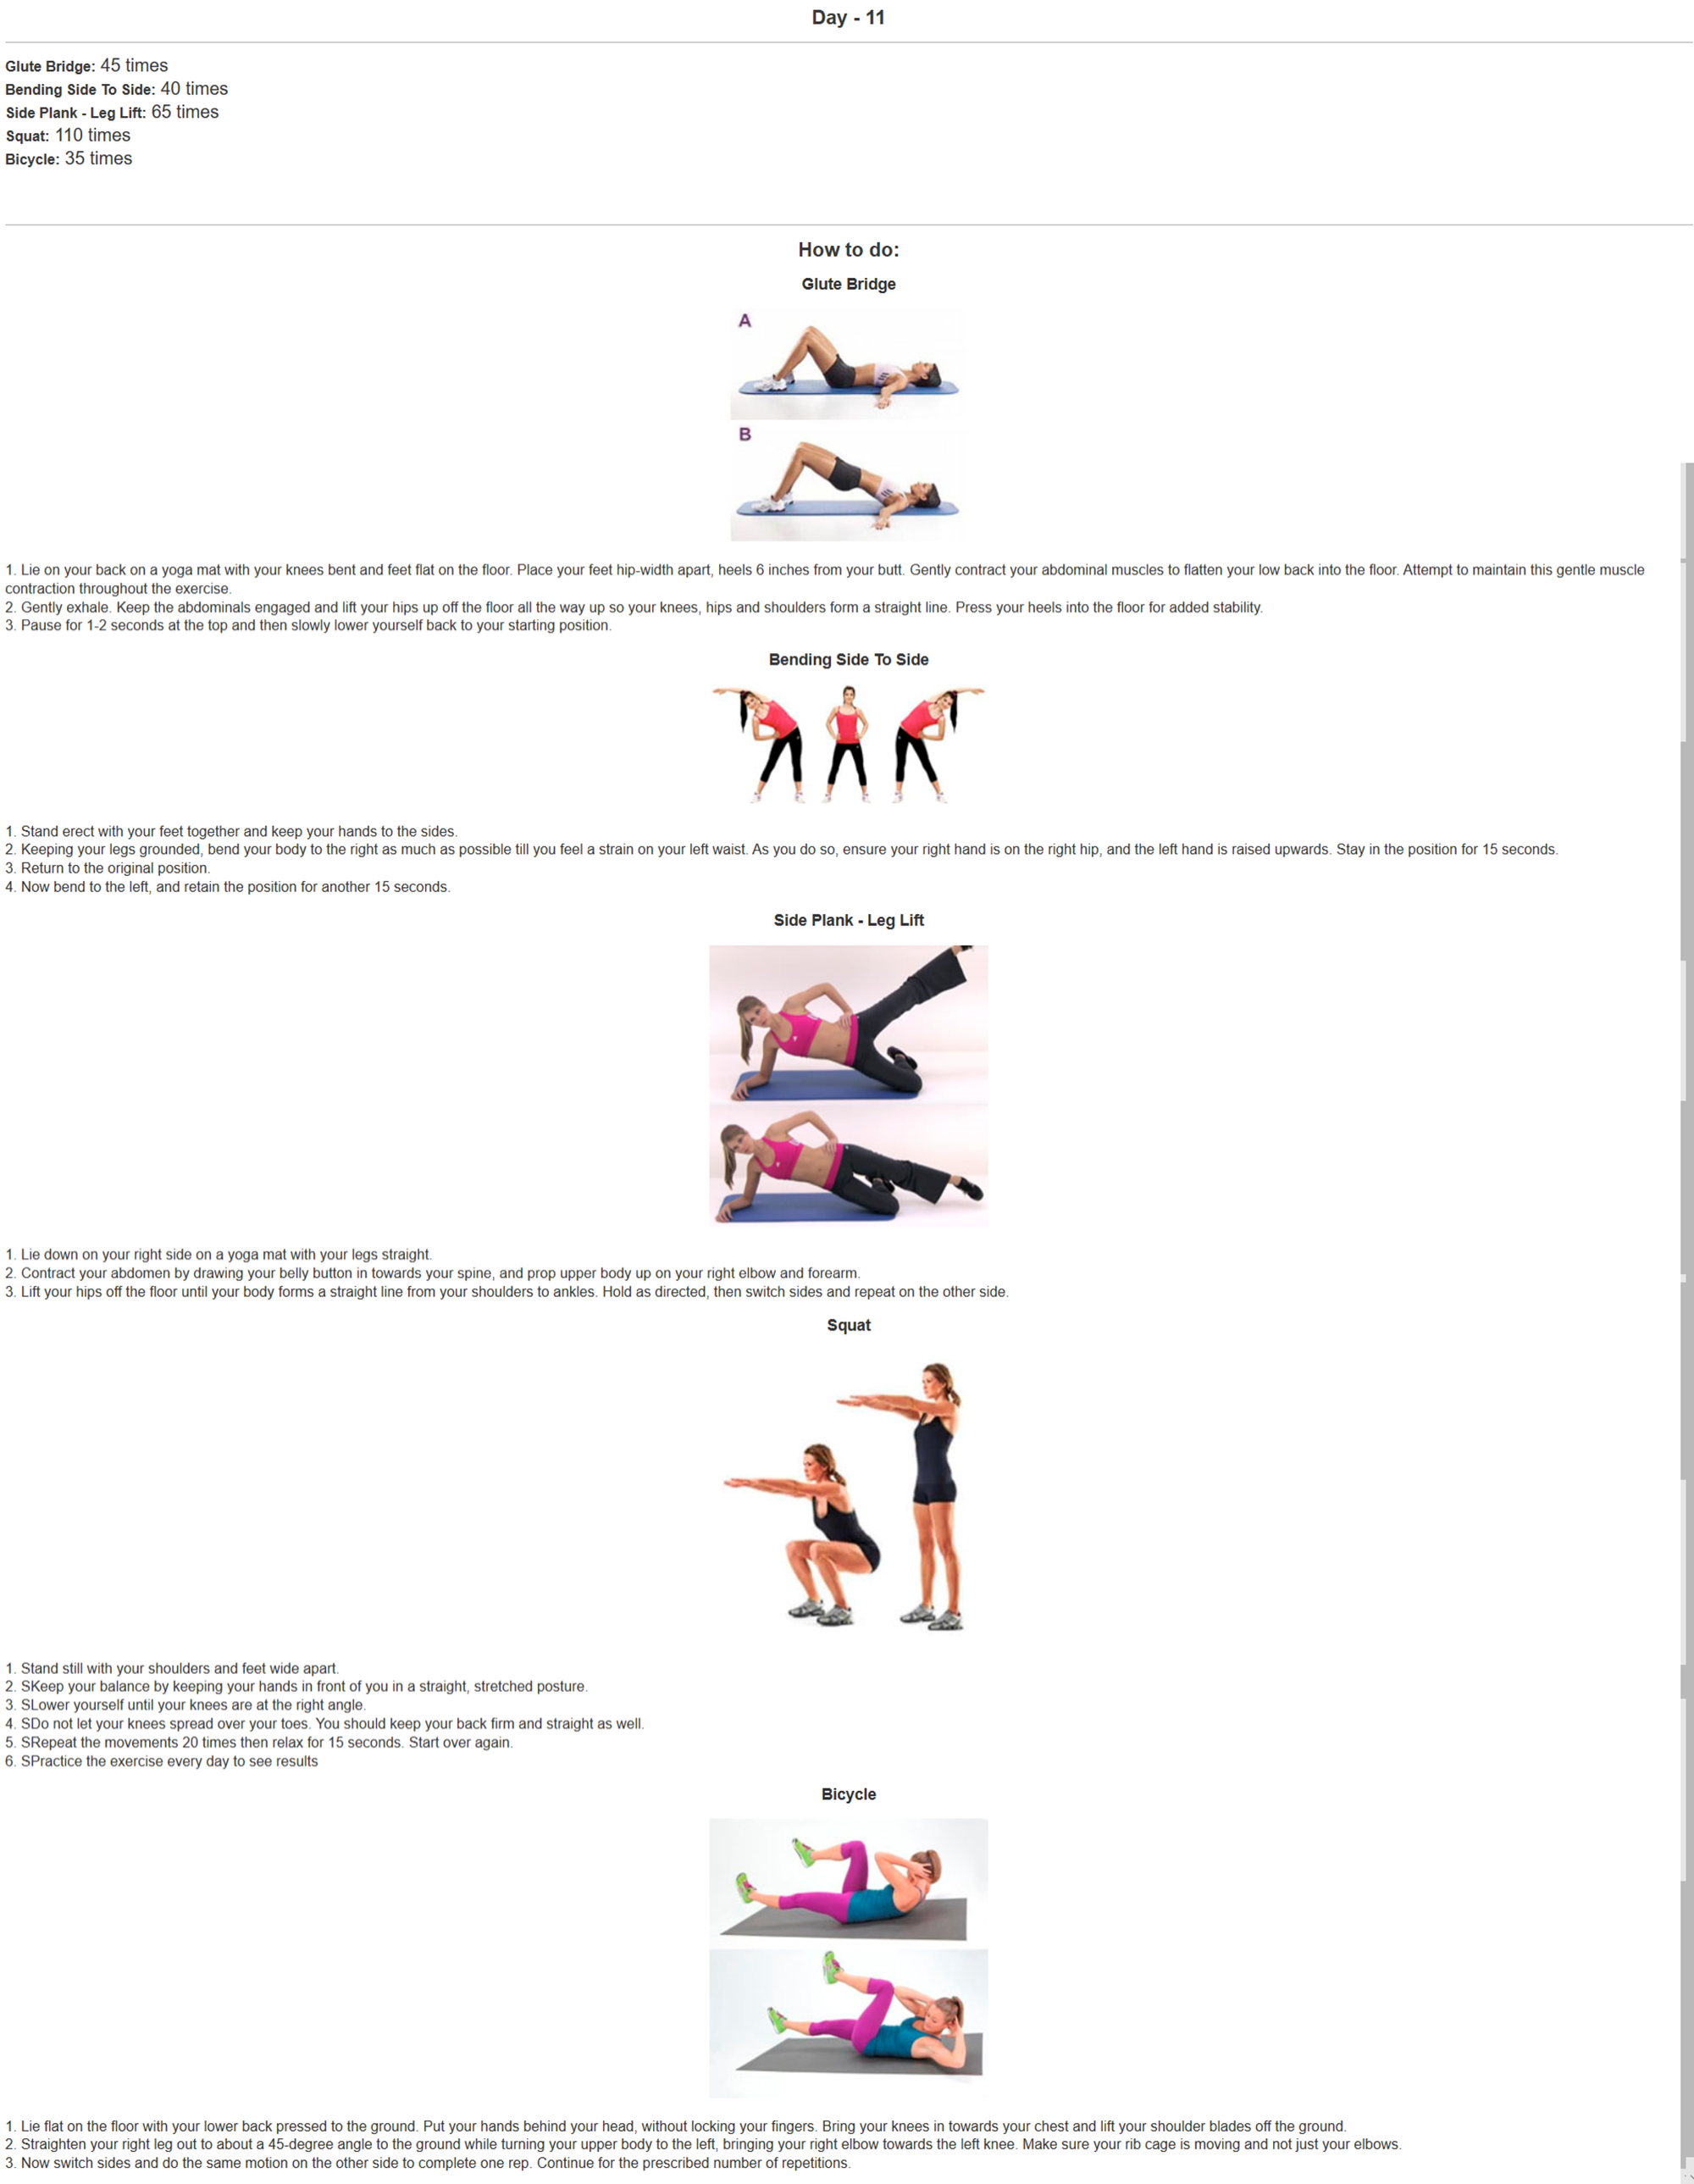 Day - 11
Glute Bridge: 45 times
Bending Side To Side: 40 times
Side Plank - Leg Lift: 65 times
Squat: 110 times
Bicycle: 35 times
How to do:
Glute Bridge
A
B
1. Lie on your back on a yoga mat with your knees bent and feet flat on the floor. Place your feet hip-width apart, heels 6 inches from your butt. Gently contract your abdominal muscles to flatten your low back into the floor. Attempt to maintain this gentle muscle
contraction throughout the exercise.
2. Gently exhale. Keep the abdominals engaged and lift your hips up off the floor all the way up so your knees, hips and shoulders form a straight line. Press your heels into the floor for added stability.
3. Pause for 1-2 seconds at the top and then slowly lower yourself back to your starting position.
Bending Side To Side
1. Stand erect with your feet together and keep your hands to the sides.
2. Keeping your legs grounded, bend your body to the right as much as possible till you feel a strain on your left waist. As you do so, ensure your right hand is on the right hip, and the left hand is raised upwards. Stay in the position for 15 seconds.
3. Return to the original position.
4. Now bend to the left, and retain the position for another 15 seconds.
Side Plank - Leg Lift
1. Lie down on your right side on a yoga mat with your legs straight.
2. Contract your abdomen by drawing your belly button in towards your spine, and prop upper body up on your right elbow and forearm.
3. Lift your hips off the floor until your body forms a straight line from your shoulders to ankles. Hold as directed, then switch sides and repeat on the other side.
Squat
1. Stand still with your shoulders and feet wide apart.
2. SKeep your balance by keeping your hands in front of you in a straight, stretched posture.
3. SLower yourself until your knees are at the right angle.
4. SDo not let your knees spread over your toes. You should keep your back firm and straight as well.
5. SRepeat the movements 20 times then relax for 15 seconds. Start over again.
6. SPractice the exercise every day to see results
Bicycle
1. Lie flat on the floor with your lower back pressed to the ground. Put your hands behind your head, without locking your fingers. Bring your knees in towards your chest and lift your shoulder blades off the ground.
2. Straighten your right leg out to about a 45-degree angle to the ground while turning your upper body to the left, bringing your right elbow towards the left knee. Make sure your rib cage is moving and not just your elbows.
3. Now switch sides and do the same motion on the other side to complete one rep. Continue for the prescribed number of repetitions.